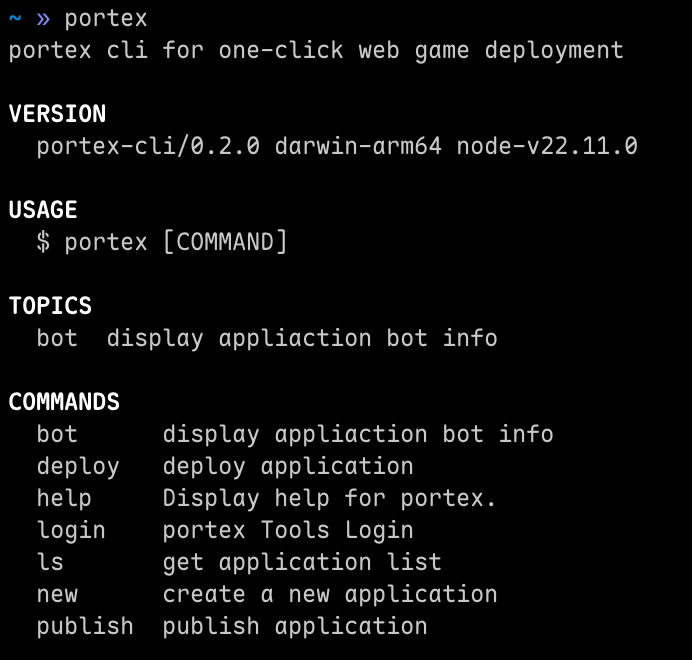 ~ » portex
portex cli for one-click web game deployment
VERSION
portex-cli/0.2.0 darwin-arm64 node-v22.11.0
USAGE
$ portex [COMMAND]
TOPICS
bot display appliaction bot info
COMMANDS
bot display appliaction bot info
deploy deploy application
help Display help for portex.
login portex Tools Login
ls get application list
new create a new application
publish publish application